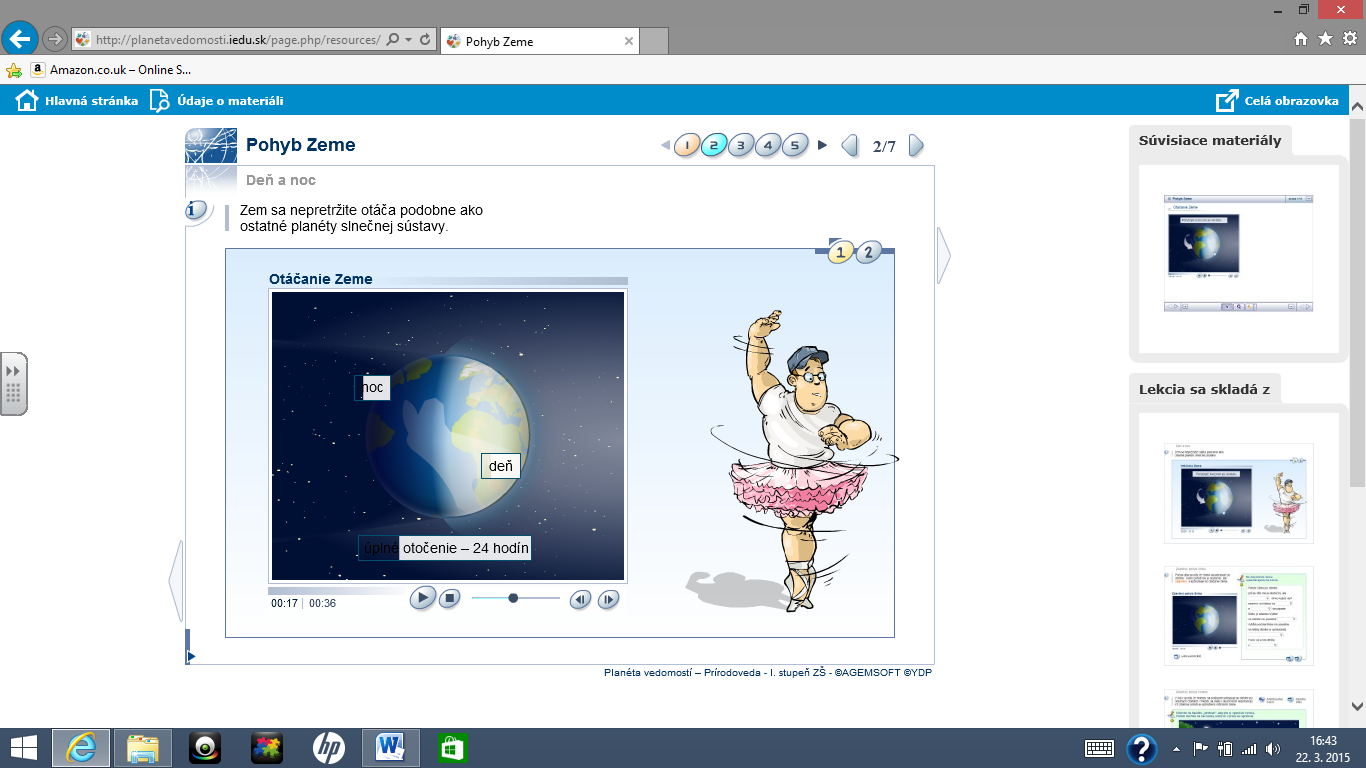 http://planetavedomosti.iedu.sk/page.php/resources/
Pohyb Zeme
Amazon.co.uk – Online S...
Hlavná stránka
Údaje o materiáli
Celá obrazovka
Pohyb Zeme
1 2 3 4 5
2/7
Deň a noc
Zem sa nepretržite otáča podobne ako
ostatné planéty slnečnej sústavy.
1 2
Otáčanie Zeme
noc
deň
úplné otočenie – 24 hodín
00:17 | 00:36
Planéta vedomostí – Prírodoveda - I. stupeň ZŠ - ©AGEMSOFT ©YDP
Súvisiace materiály
Lekcia sa skladá z
16:43
22. 3. 2015